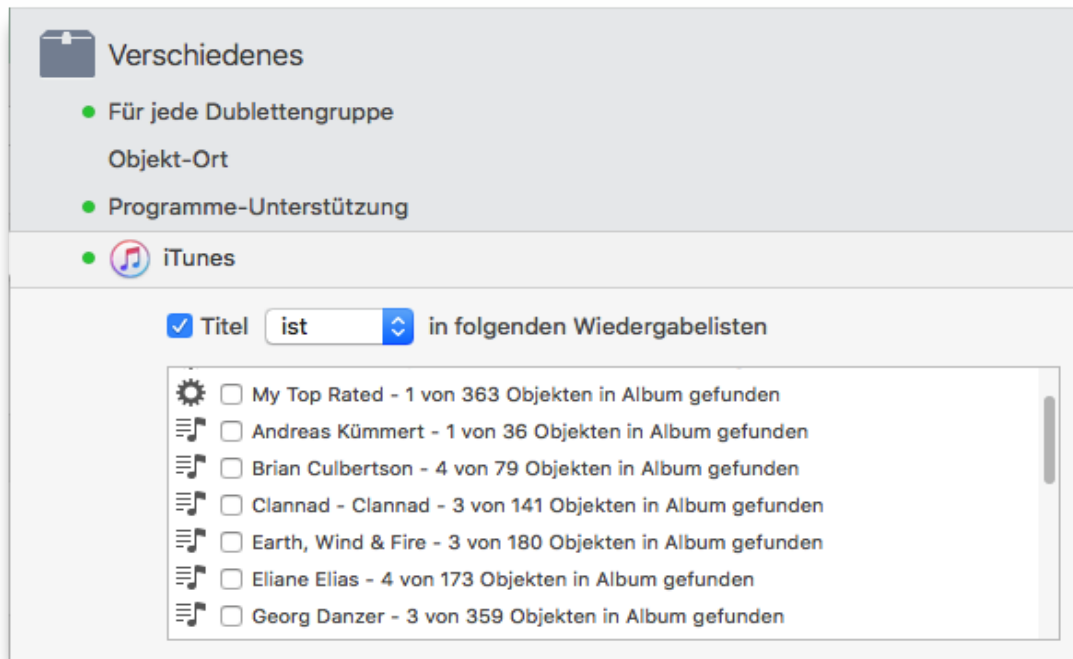 Verschiedenes
Für jede Dublettengruppe
Objekt-Ort
Programme-Unterstützung
iTunes
Titel ist in folgenden Wiedergabelisten
My Top Rated - 1 von 363 Objekten in Album gefunden
Andreas Kümmert - 1 von 36 Objekten in Album gefunden
Brian Culbertson - 4 von 79 Objekten in Album gefunden
Clannad - Clannad - 3 von 141 Objekten in Album gefunden
Earth, Wind & Fire - 3 von 180 Objekten in Album gefunden
Eliane Elias - 4 von 173 Objekten in Album gefunden
Georg Danzer - 3 von 359 Objekten in Album gefunden